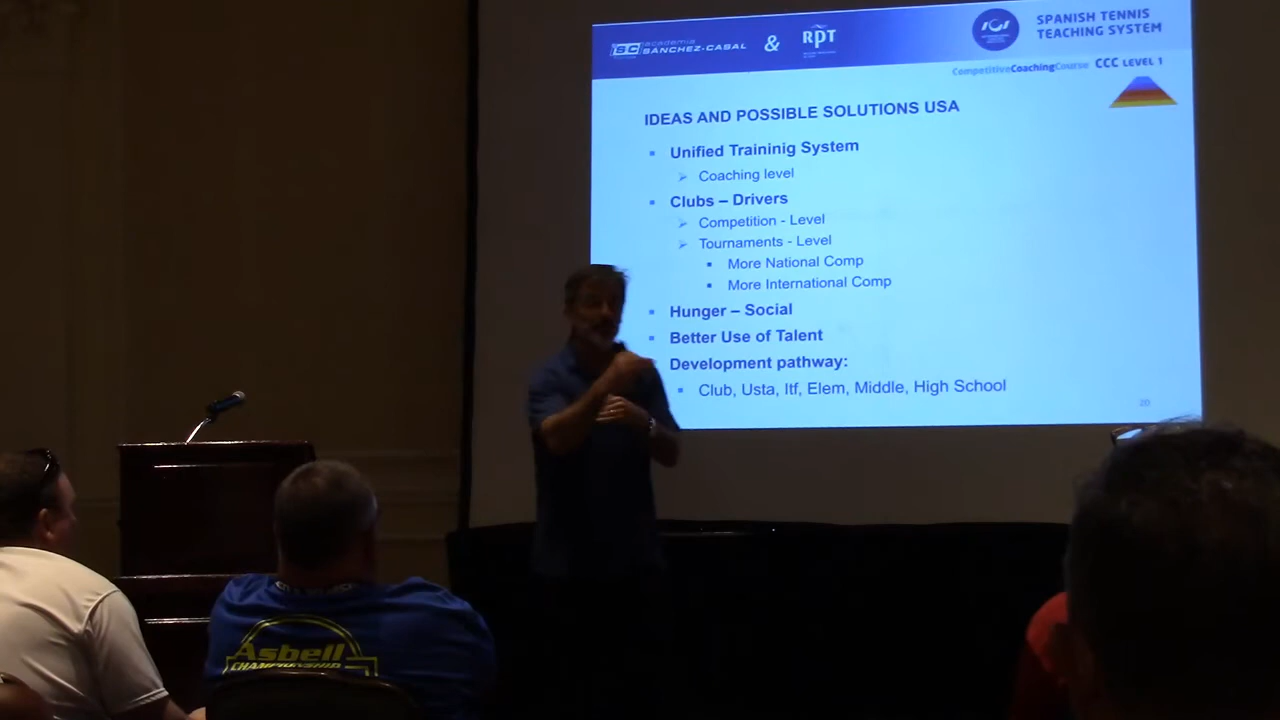 academia
SANCHEZ-CASAL
&
RPT
SPANISH TENNIS
TEACHING SYSTEM
CompetitiveCoachingCourse CCC LEVEL 1
IDEAS AND POSSIBLE SOLUTIONS USA
Unified Traininig System
Coaching level
Clubs – Drivers
Competition - Level
Tournaments - Level
More National Comp
More International Comp
Hunger – Social
Better Use of Talent
Development pathway:
Club, Usta, Itf, Elem, Middle, High School
20
Asbell
CHAMPIONSHIP